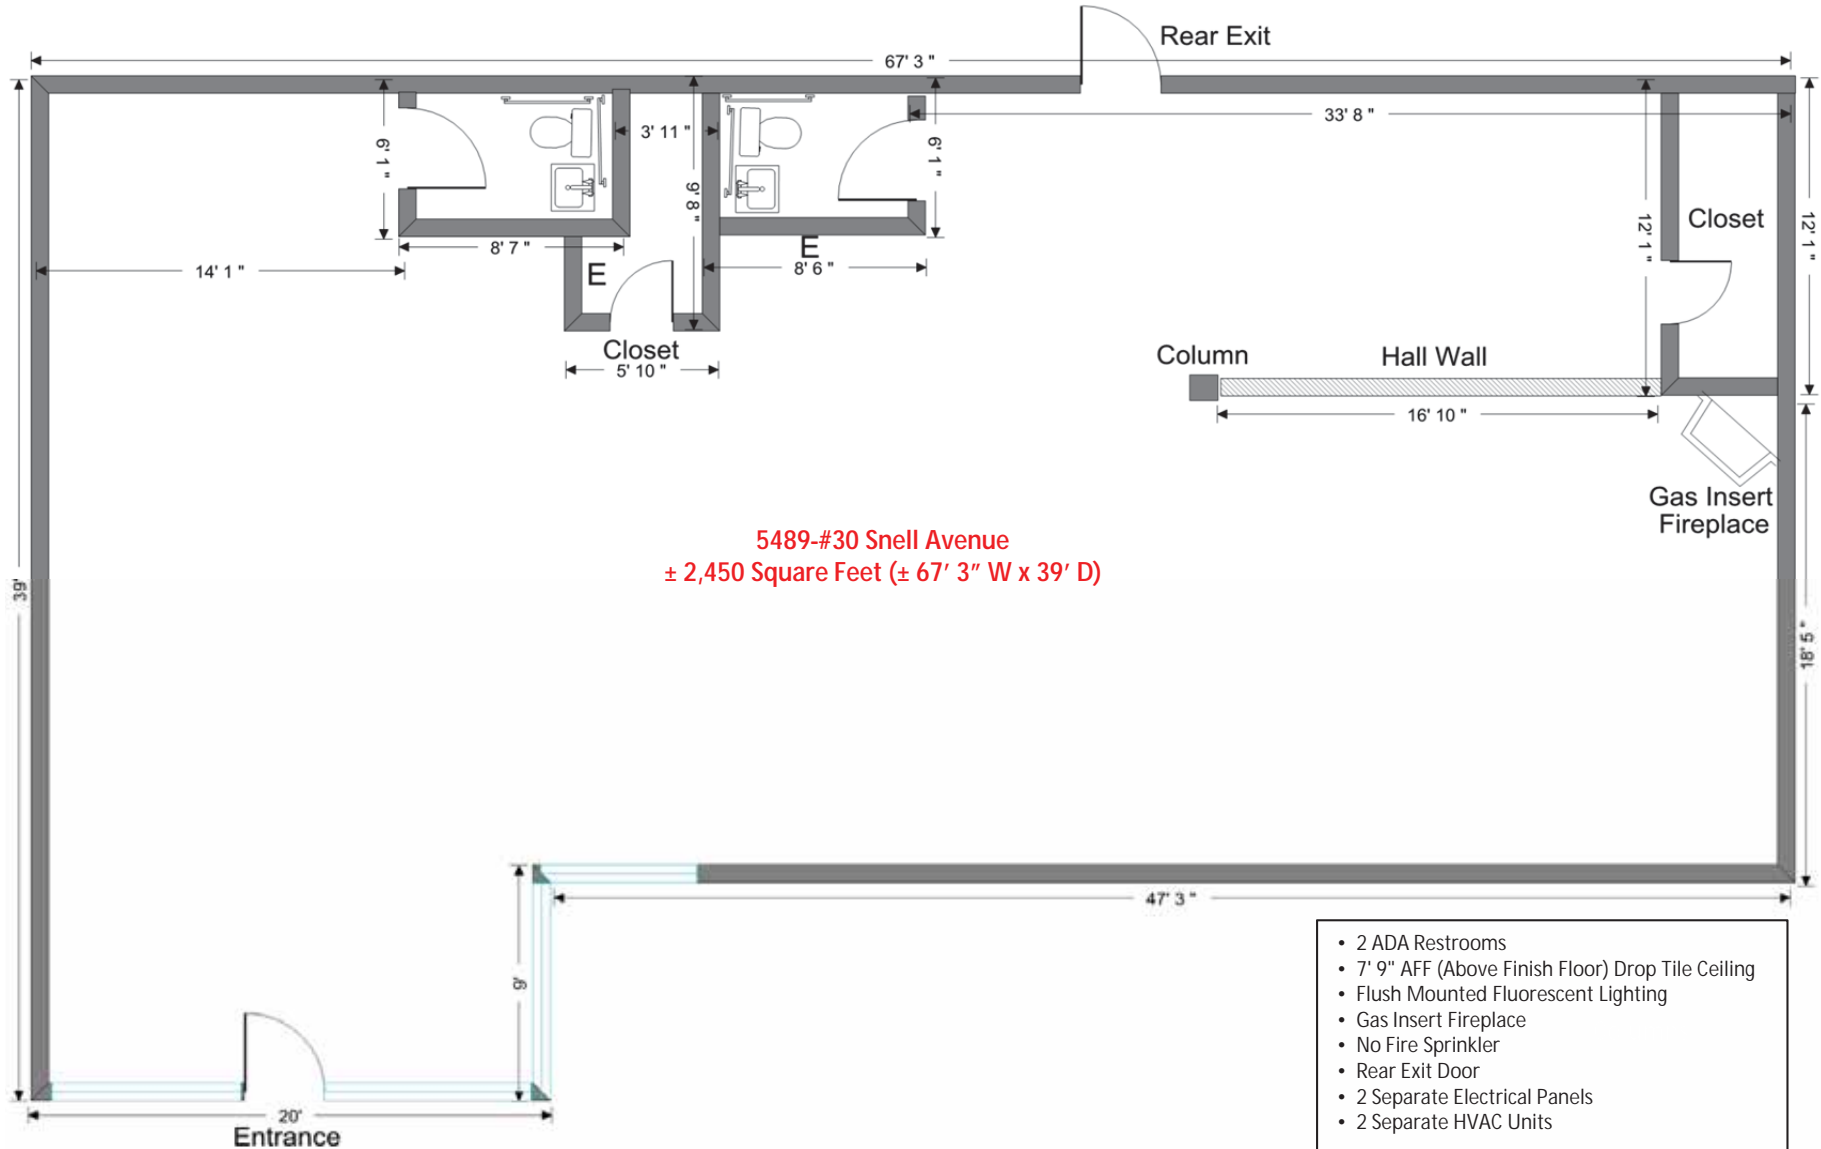 Rear Exit
67' 3 "
33' 8 "
3' 11 "
6' 1 "
6' 1 "
9' 8 "
12' 1 "
12' 1 "
Closet
8' 7 "
E
E
8' 6 "
14' 1 "
Closet
5' 10 "
Column
Hall Wall
16' 10 "
Gas Insert
Fireplace
5489-#30 Snell Avenue
± 2,450 Square Feet (± 67' 3" W x 39' D)
39'
18' 5 "
47' 3 "
9'
20'
Entrance
• 2 ADA Restrooms
• 7' 9" AFF (Above Finish Floor) Drop Tile Ceiling
• Flush Mounted Fluorescent Lighting
• Gas Insert Fireplace
• No Fire Sprinkler
• Rear Exit Door
• 2 Separate Electrical Panels
• 2 Separate HVAC Units